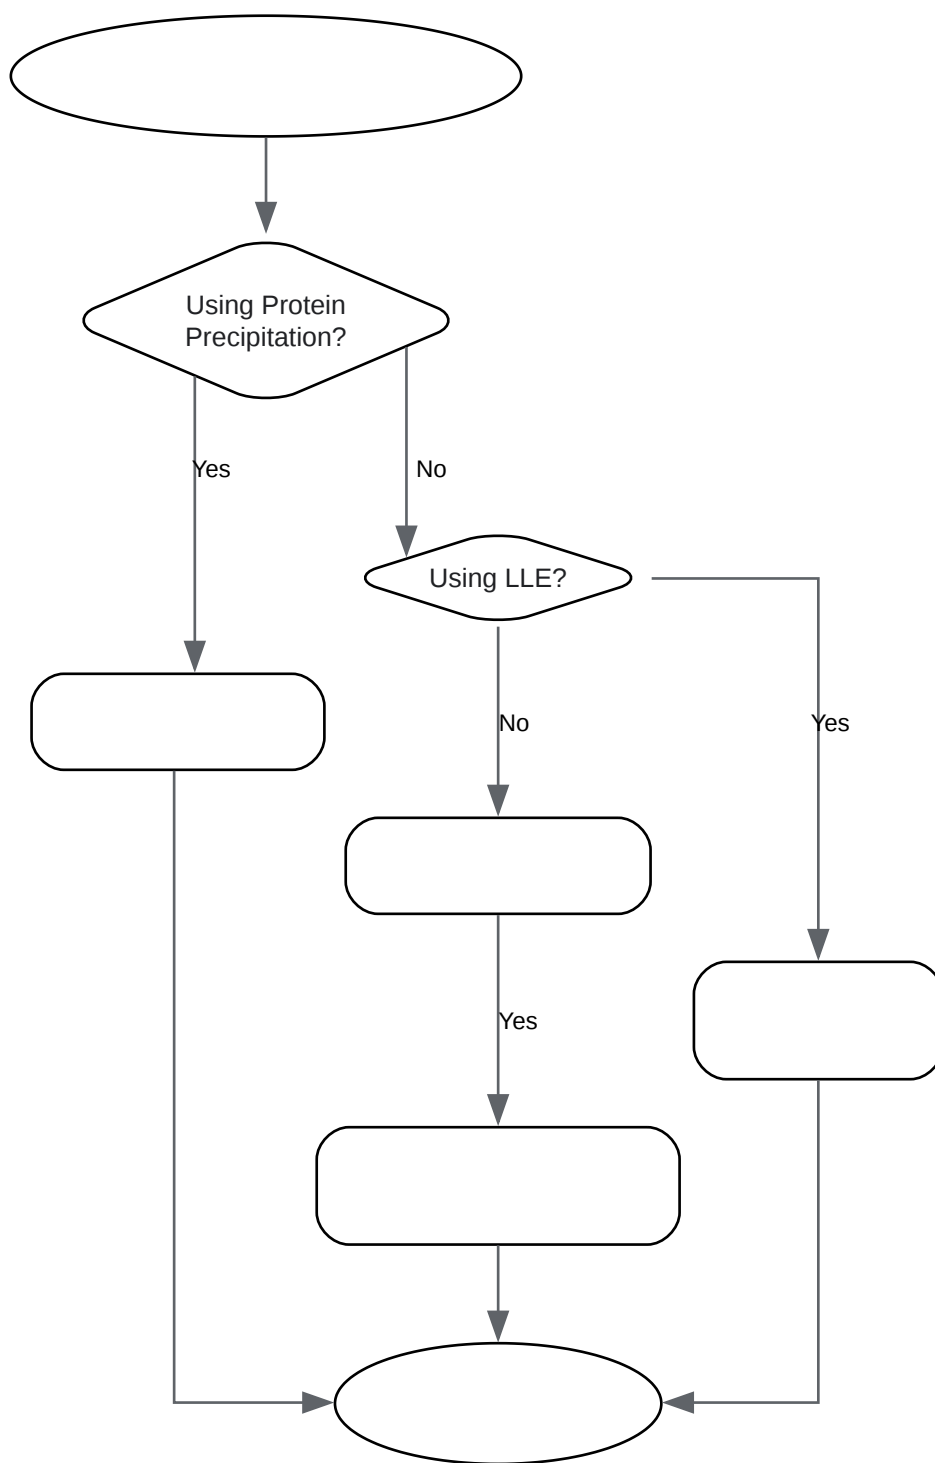 Using Protein
Precipitation?
Yes
No
Using LLE?
No
Yes
Yes